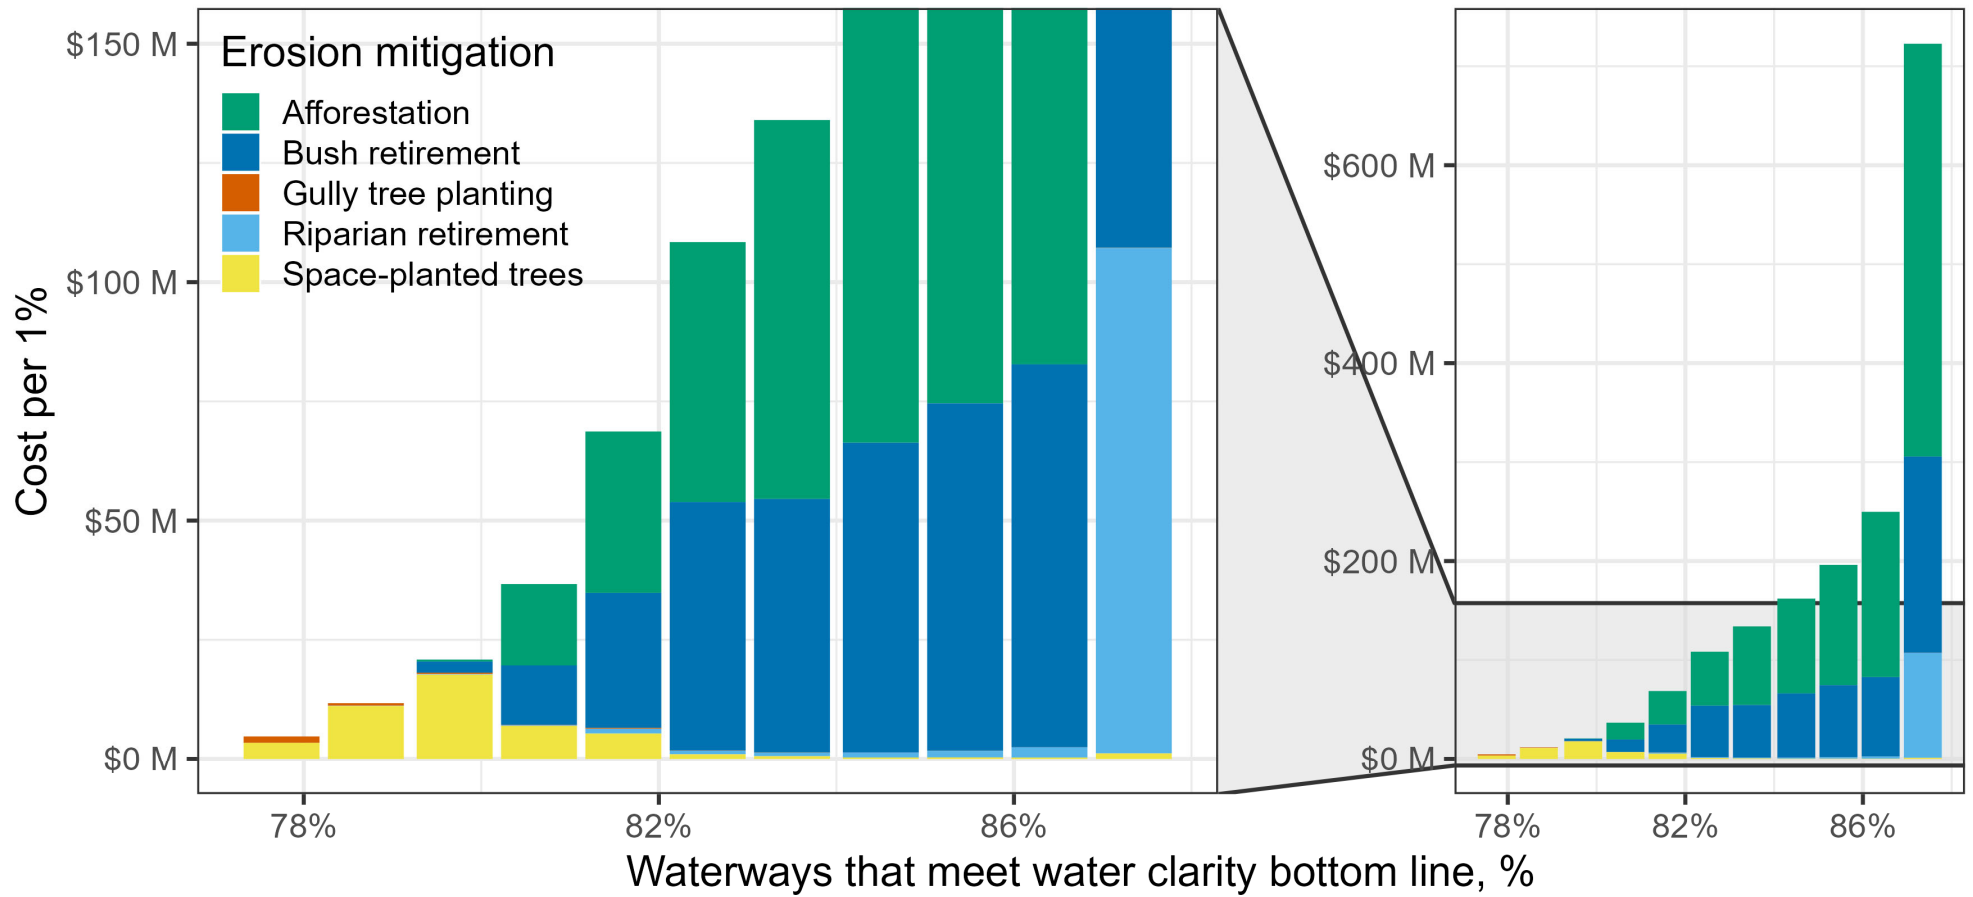 $150 M
$100 M
$50 M
$0 M
Cost per 1%
Erosion mitigation
Afforestation
Bush retirement
Gully tree planting
Riparian retirement
Space-planted trees
78%
82%
86%
$600 M
$400 M
$200 M
$0 M
78%
82%
86%
Waterways that meet water clarity bottom line, %